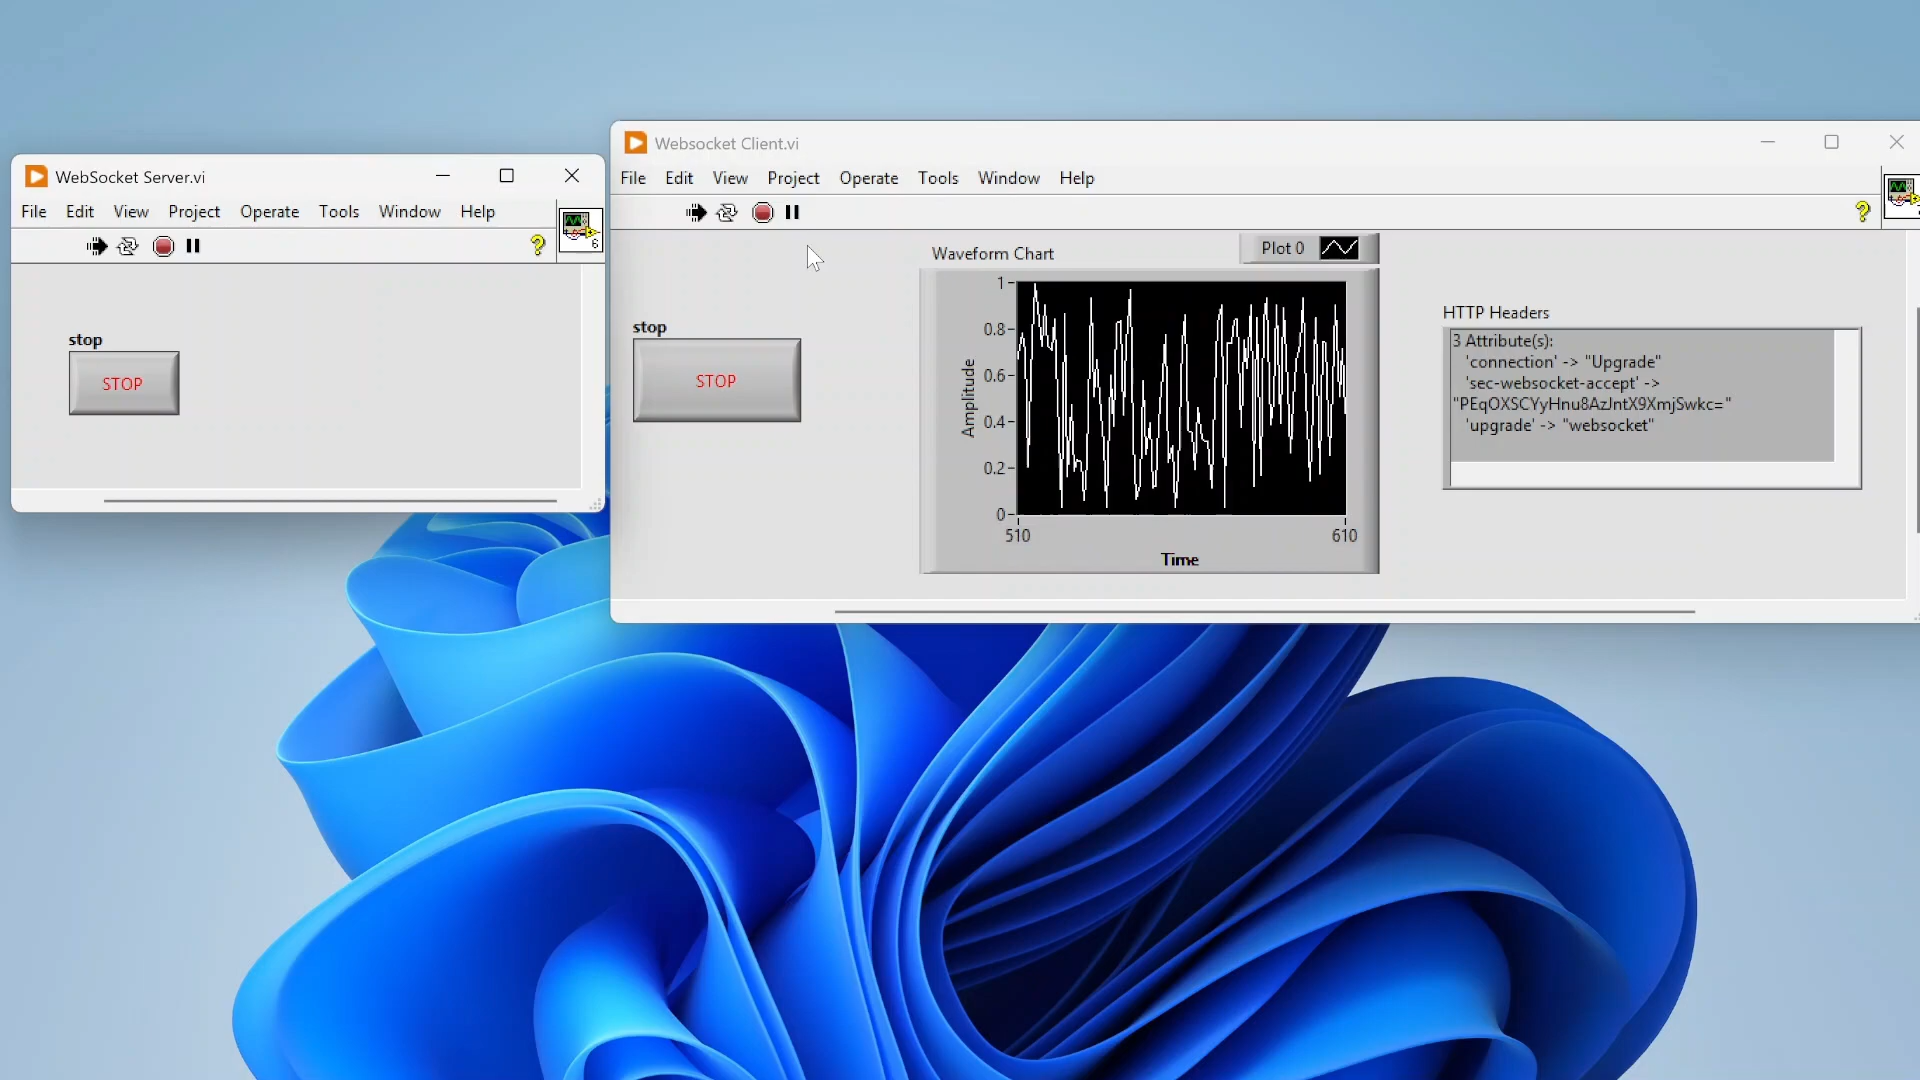 WebSocket Server.vi
File Edit View Project Operate Tools Window Help
6
stop
STOP
Websocket Client.vi
File Edit View Project Operate Tools Window Help
stop
STOP
Waveform Chart
Plot 0
Amplitude
1
0.8
0.6
0.4
0.2
0
510
610
Time
HTTP Headers
3 Attribute(s):
'connection' -> "Upgrade"
'sec-websocket-accept' ->
"PEqOXSCYyHnu8AzJntX9XmjSwkc="
'upgrade' -> "websocket"